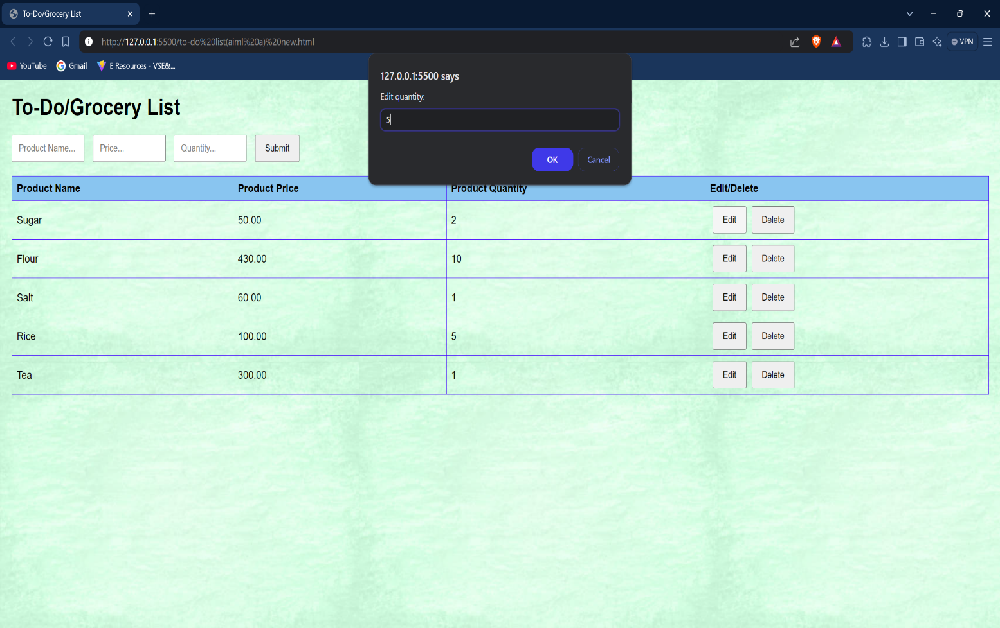 To-Do/Grocery List
http://127.0.0.1:5500/to-do%20list(aiml%20a)%20new.html
VPN
YouTube Gmail E Resources - VSE&...
127.0.0.1:5500 says
Edit quantity:
5
OK Cancel
To-Do/Grocery List
Product Name... Price... Quantity... Submit
Product Name Product Price Product Quantity Edit/Delete
Sugar 50.00 2 Edit Delete
Flour 430.00 10 Edit Delete
Salt 60.00 1 Edit Delete
Rice 100.00 5 Edit Delete
Tea 300.00 1 Edit Delete